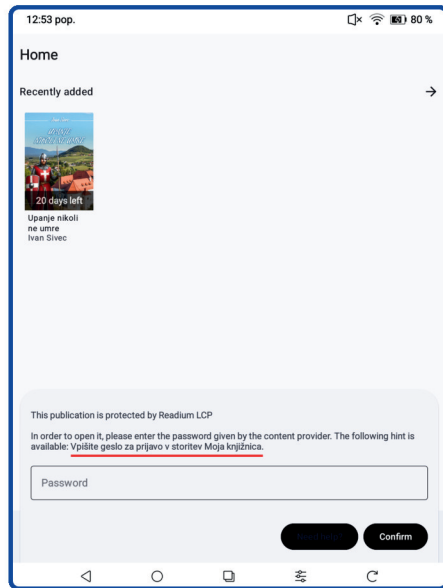 12:53 pop.
80 %
Home
Recently added
20 days left
Upanje nikoli
ne umre
Ivan Sivec
This publication is protected by Readium LCP
In order to open it, please enter the password given by the content provider. The following hint is
available: Vpišite geslo za prijavo v storitev Moja knjižnica.
Password
Confirm